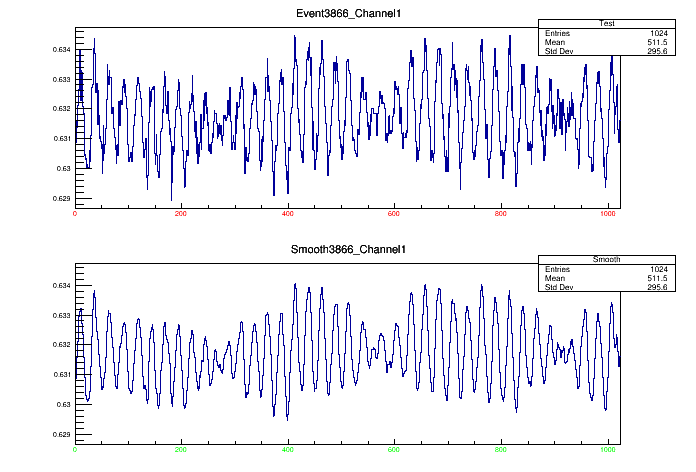 Event3866_Channel1
Test
Entries 1024
Mean 511.5
Std Dev 295.6
0.634
0.633
0.632
0.631
0.63
0.629
0 200 400 600 800 1000
Smooth3866_Channel1
Smooth
Entries 1024
Mean 511.5
Std Dev 295.6
0.634
0.633
0.632
0.631
0.63
0.629
0 200 400 600 800 1000